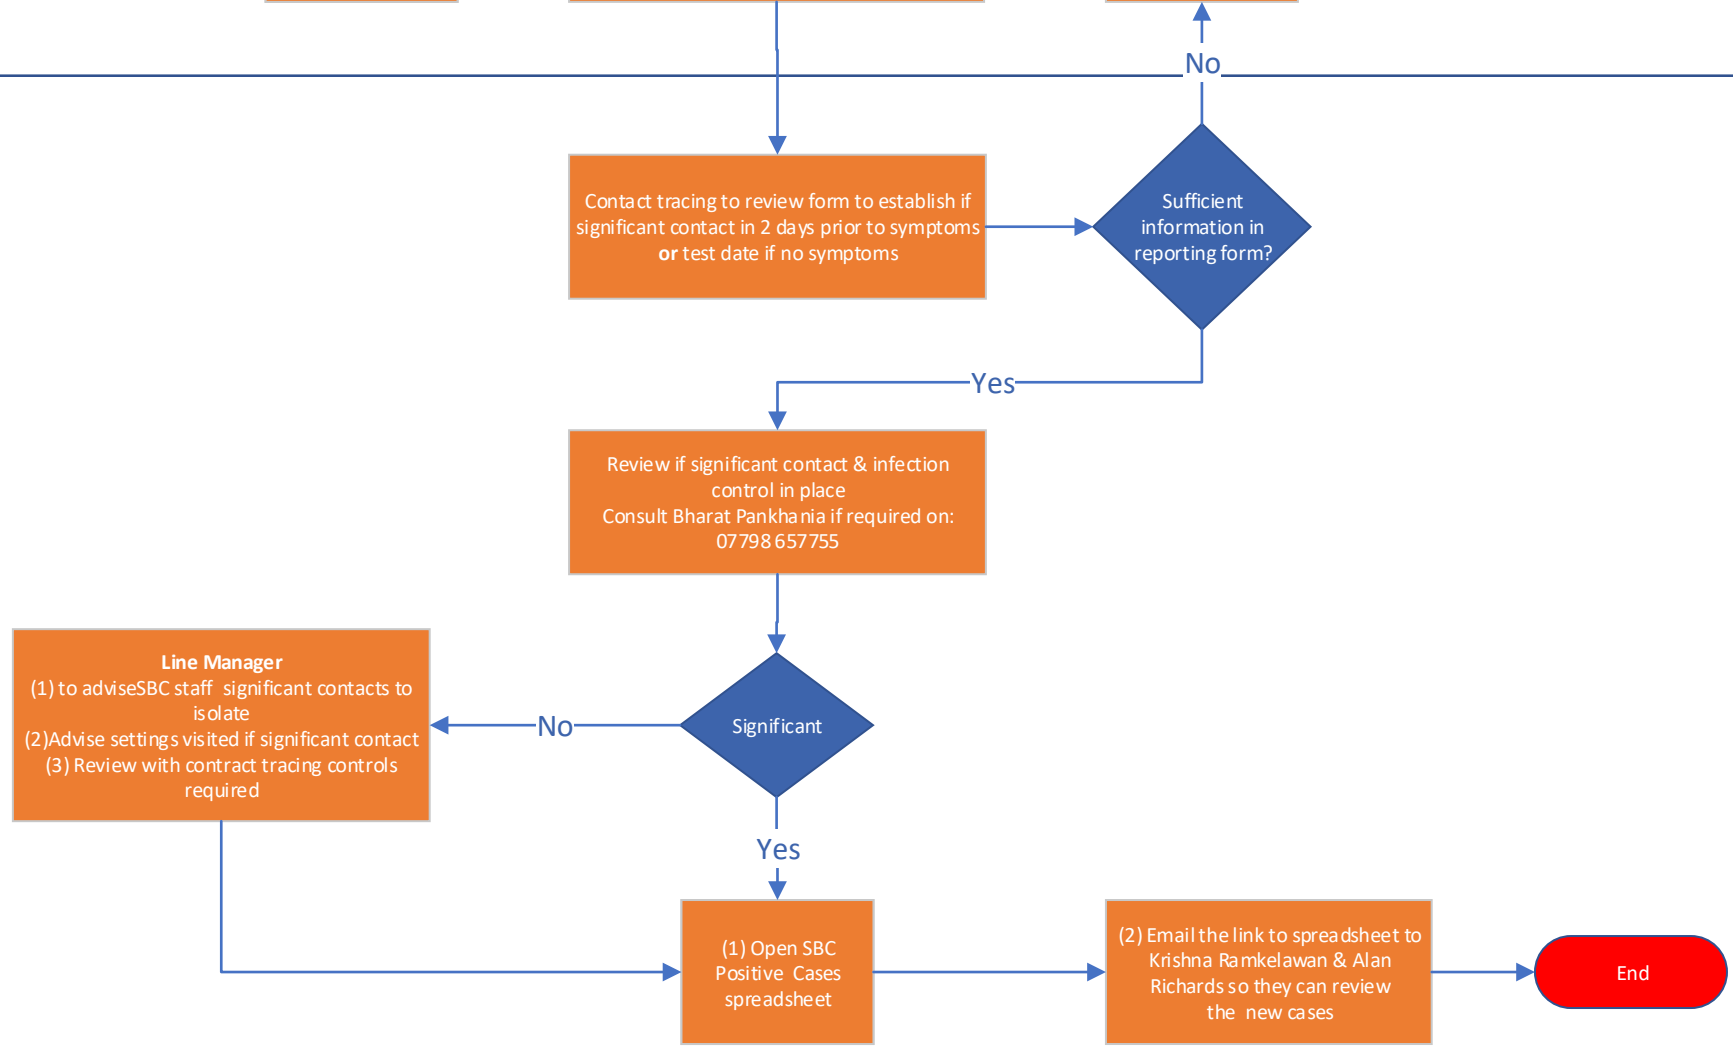 No
Contact tracing to review form to establish if
significant contact in 2 days prior to symptoms
or test date if no symptoms
Sufficient
information in
reporting form?
Yes
Review if significant contact & infection
control in place
Consult Bharat Pankhania if required on:
07798 657755
Line Manager
(1) to adviseSBC staff significant contacts to
isolate
(2)Advise settings visited if significant contact
(3) Review with contract tracing controls
required
No
Significant
Yes
(1) Open SBC
Positive Cases
spreadsheet
(2) Email the link to spreadsheet to
Krishna Ramkelawan & Alan
Richards so they can review
the new cases
End